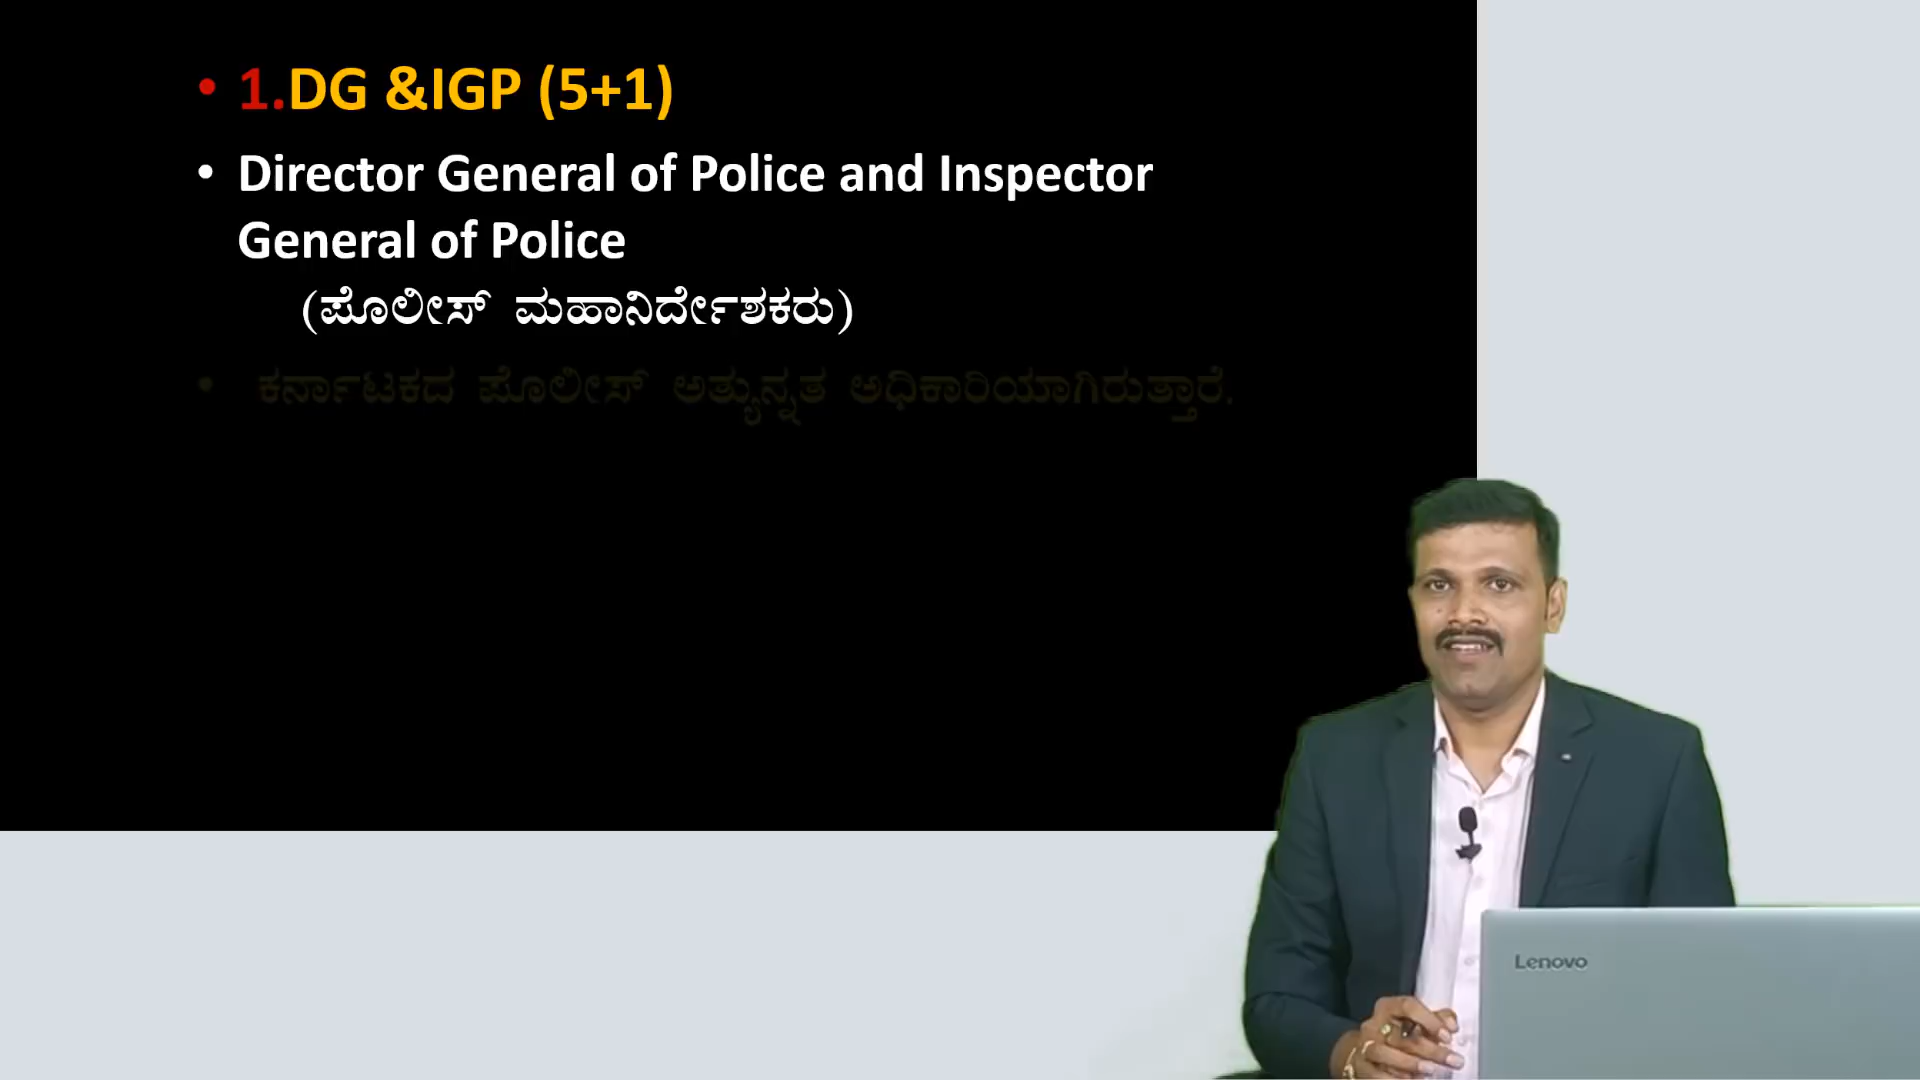 • 1.DG &IGP (5+1)
• Director General of Police and Inspector
General of Police
(ಪೊಲೀಸ್ ಮಹಾನಿರ್ದೇಶಕರು)
• ಕರ್ನಾಟಕದ ಪೊಲೀಸ್ ಅತ್ಯುನ್ನತ ಅಧಿಕಾರಿಯಾಗಿರುತ್ತಾರೆ.
Lenovo